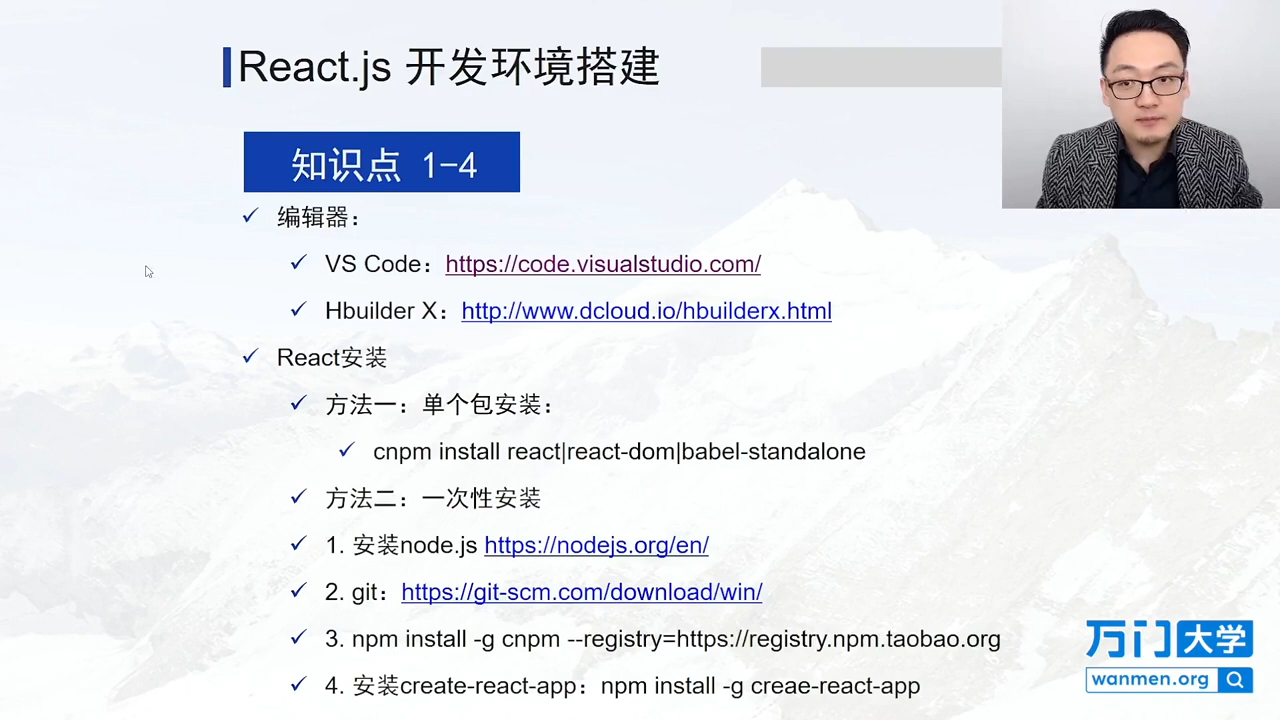 React.js 开发环境搭建
知识点 1-4
编辑器：
VS Code：https://code.visualstudio.com/
Hbuilder X：http://www.dcloud.io/hbuilderx.html
React安装
方法一：单个包安装：
cnpm install react|react-dom|babel-standalone
方法二：一次性安装
1. 安装node.js https://nodejs.org/en/
2. git：https://git-scm.com/download/win/
3. npm install -g cnpm --registry=https://registry.npm.taobao.org
4. 安装create-react-app：npm install -g creae-react-app
万门大学
wanmen.org